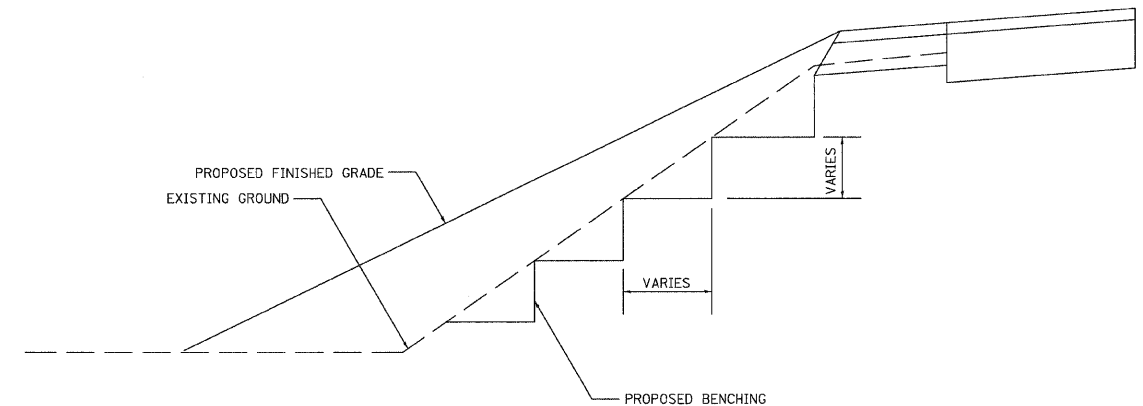 PROPOSED FINISHED GRADE
EXISTING GROUND
VARIES
VARIES
PROPOSED BENCHING